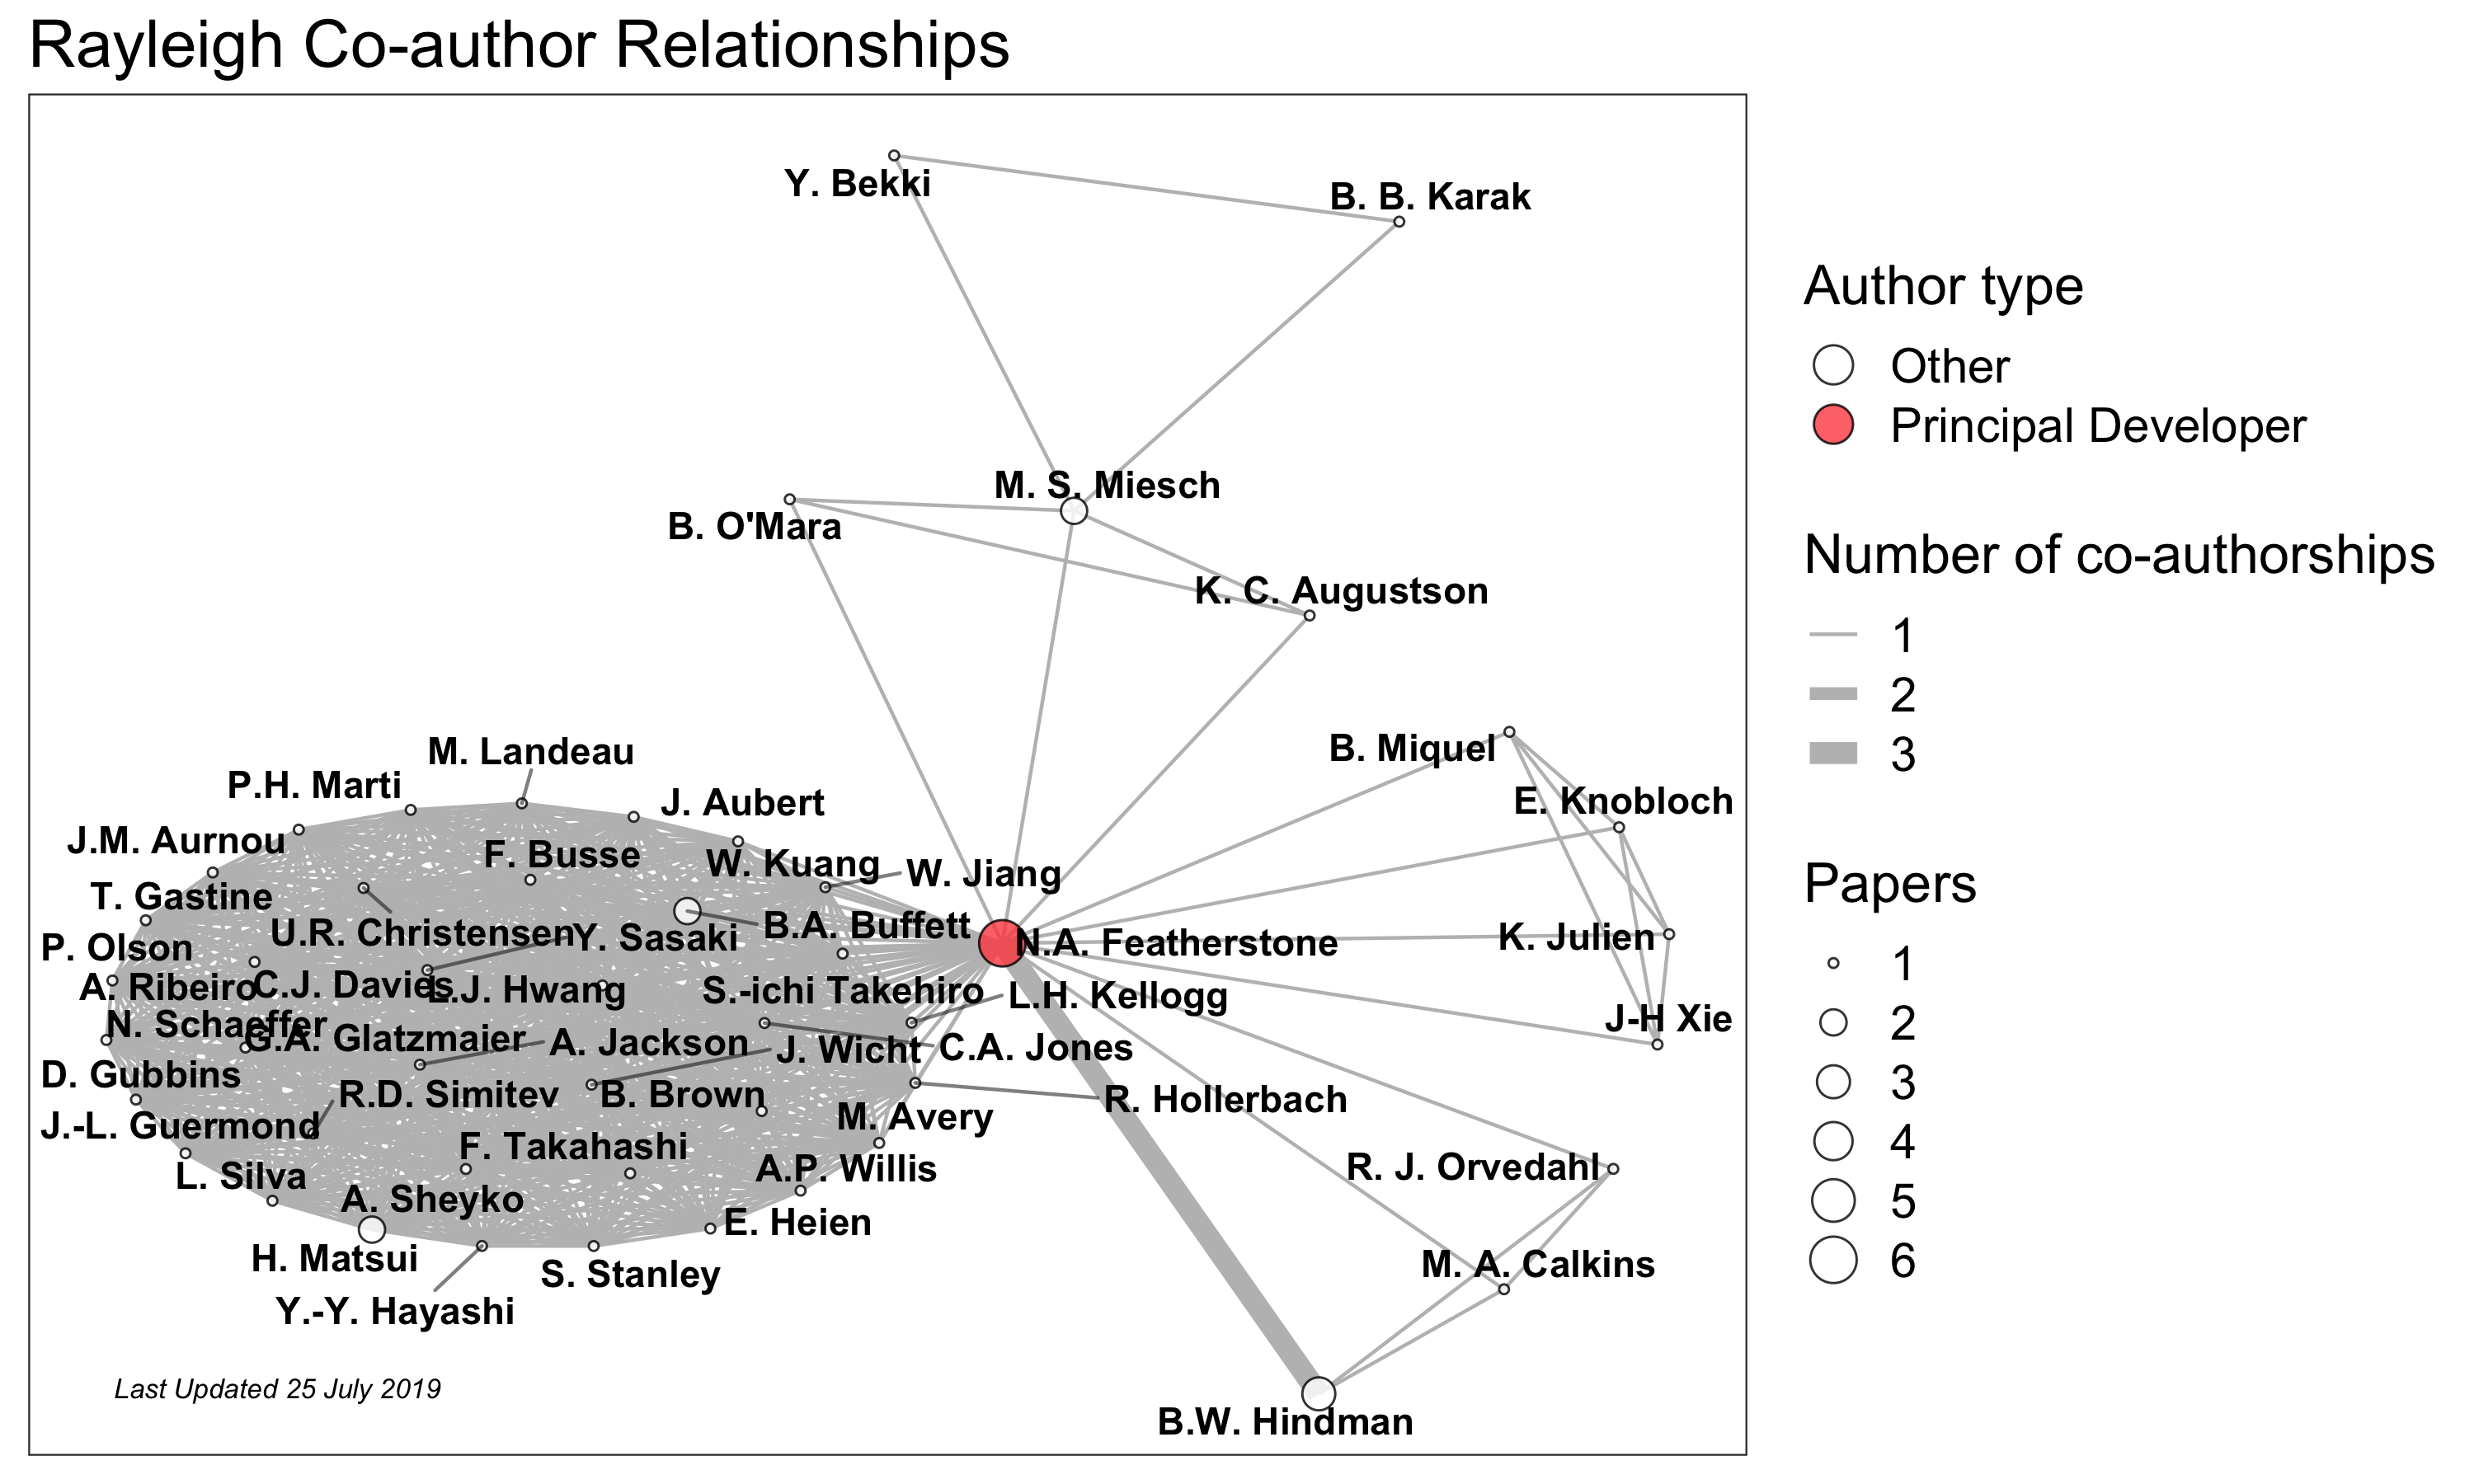 Rayleigh Co-author Relationships
Y. Bekki
B. B. Karak
M. S. Miesch
B. O'Mara
K. C. Augustson
B. Miquel
M. Landeau
P.H. Marti
J. Aubert
E. Knobloch
J.M. Aurnou
F. Busse
W. Kuang
W. Jiang
T. Gastine
U.R. Christensen
Y. Sasaki
B.A. Buffett
N.A. Featherstone
K. Julien
P. Olson
A. Ribeiro
C.J. Davies
L.J. Hwang
S.-ichi Takehiro
L.H. Kellogg
J-H Xie
N. Schaeffer
G.A. Glatzmaier
A. Jackson
J. Wicht
C.A. Jones
D. Gubbins
R.D. Simitev
B. Brown
R. Hollerbach
J.-L. Guermond
M. Avery
F. Takahashi
A.P. Willis
R. J. Orvedahl
L. Silva
A. Sheyko
E. Heien
H. Matsui
S. Stanley
M. A. Calkins
Y.-Y. Hayashi
B.W. Hindman
Last Updated 25 July 2019
Author type
Other
Principal Developer
Number of co-authorships
1
2
3
Papers
1
2
3
4
5
6